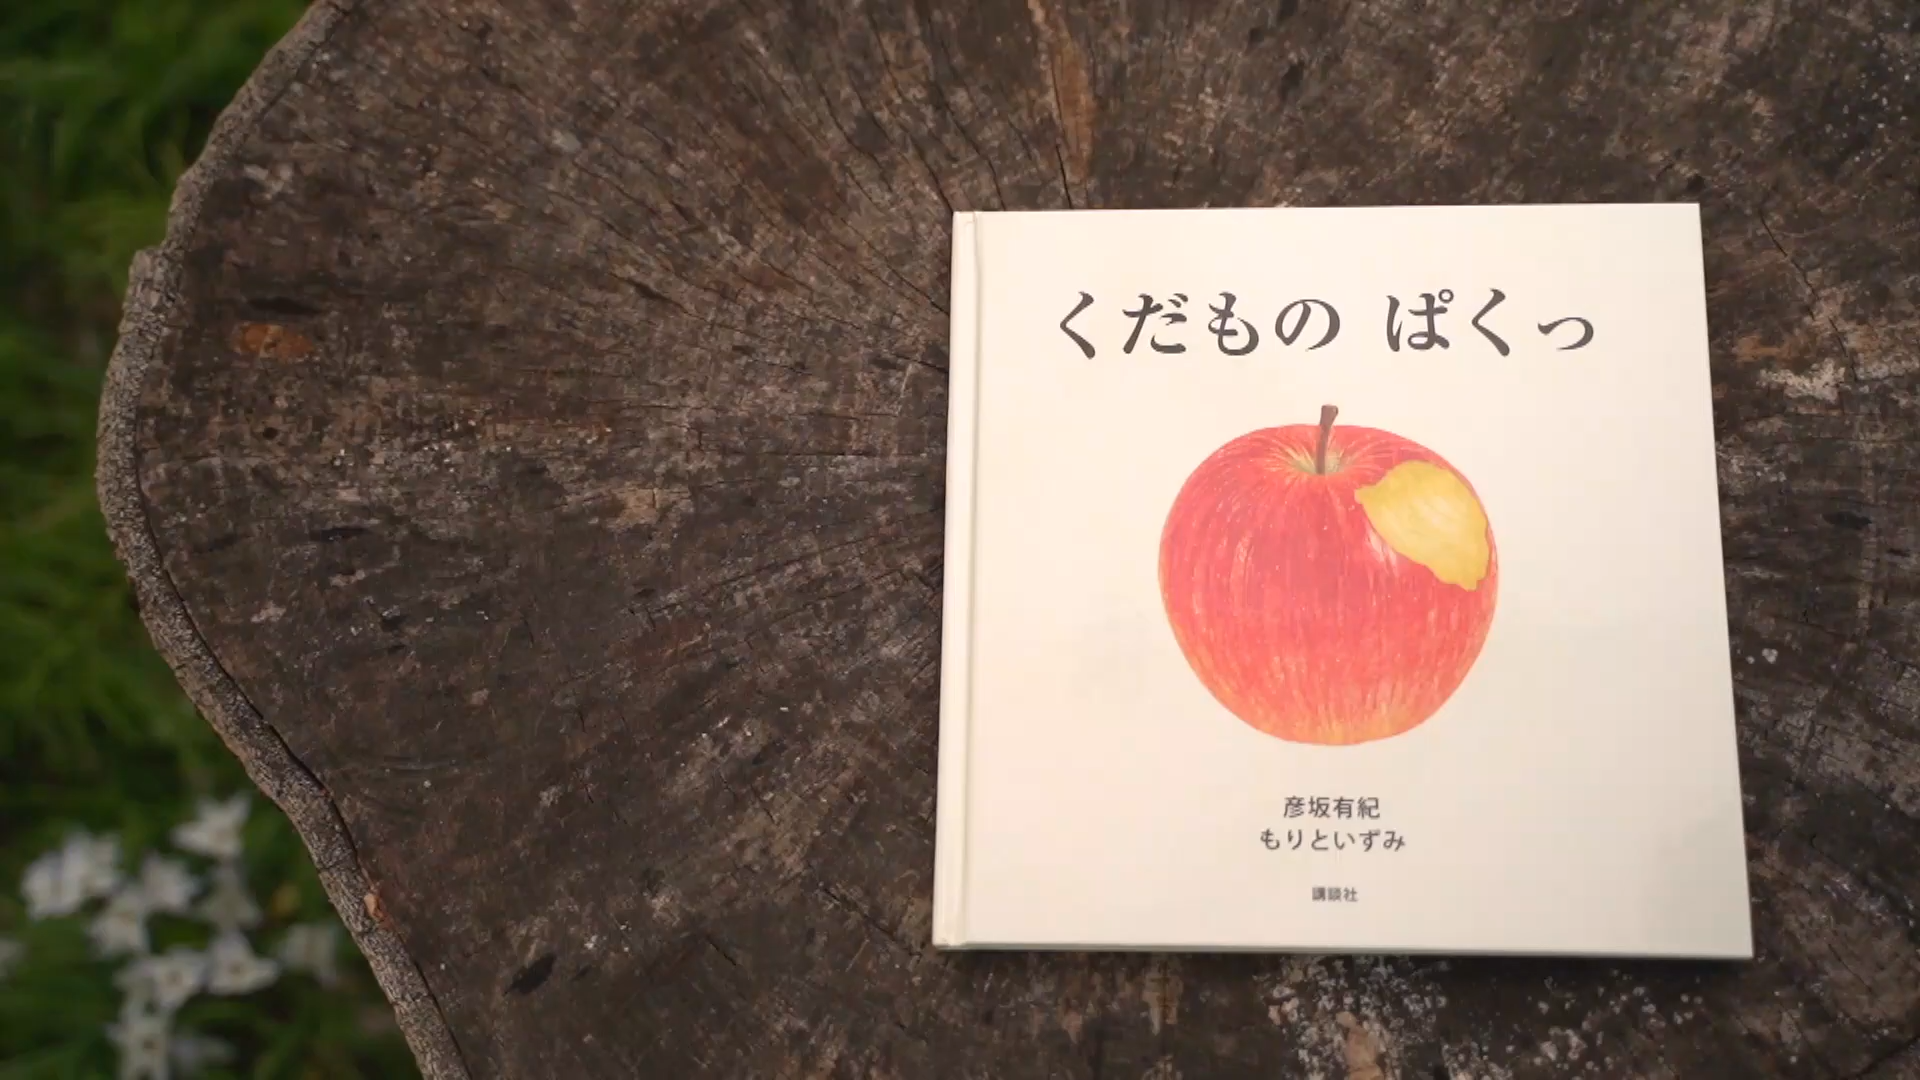 くだもの ぱくっ
彦坂有紀
もりといずみ
講談社